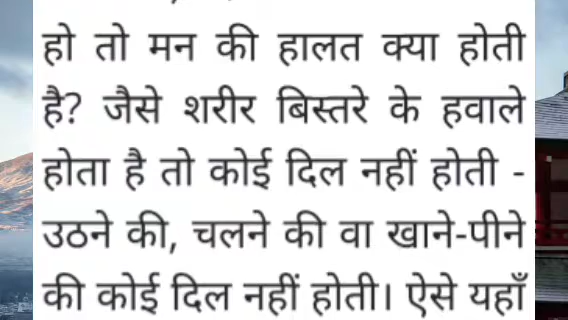 हो तो मन की हालत क्या होती
है? जैसे शरीर बिस्तरे के हवाले
होता है तो कोई दिल नहीं होती -
उठने की, चलने की वा खाने-पीने
की कोई दिल नहीं होती। ऐसे यहाँ